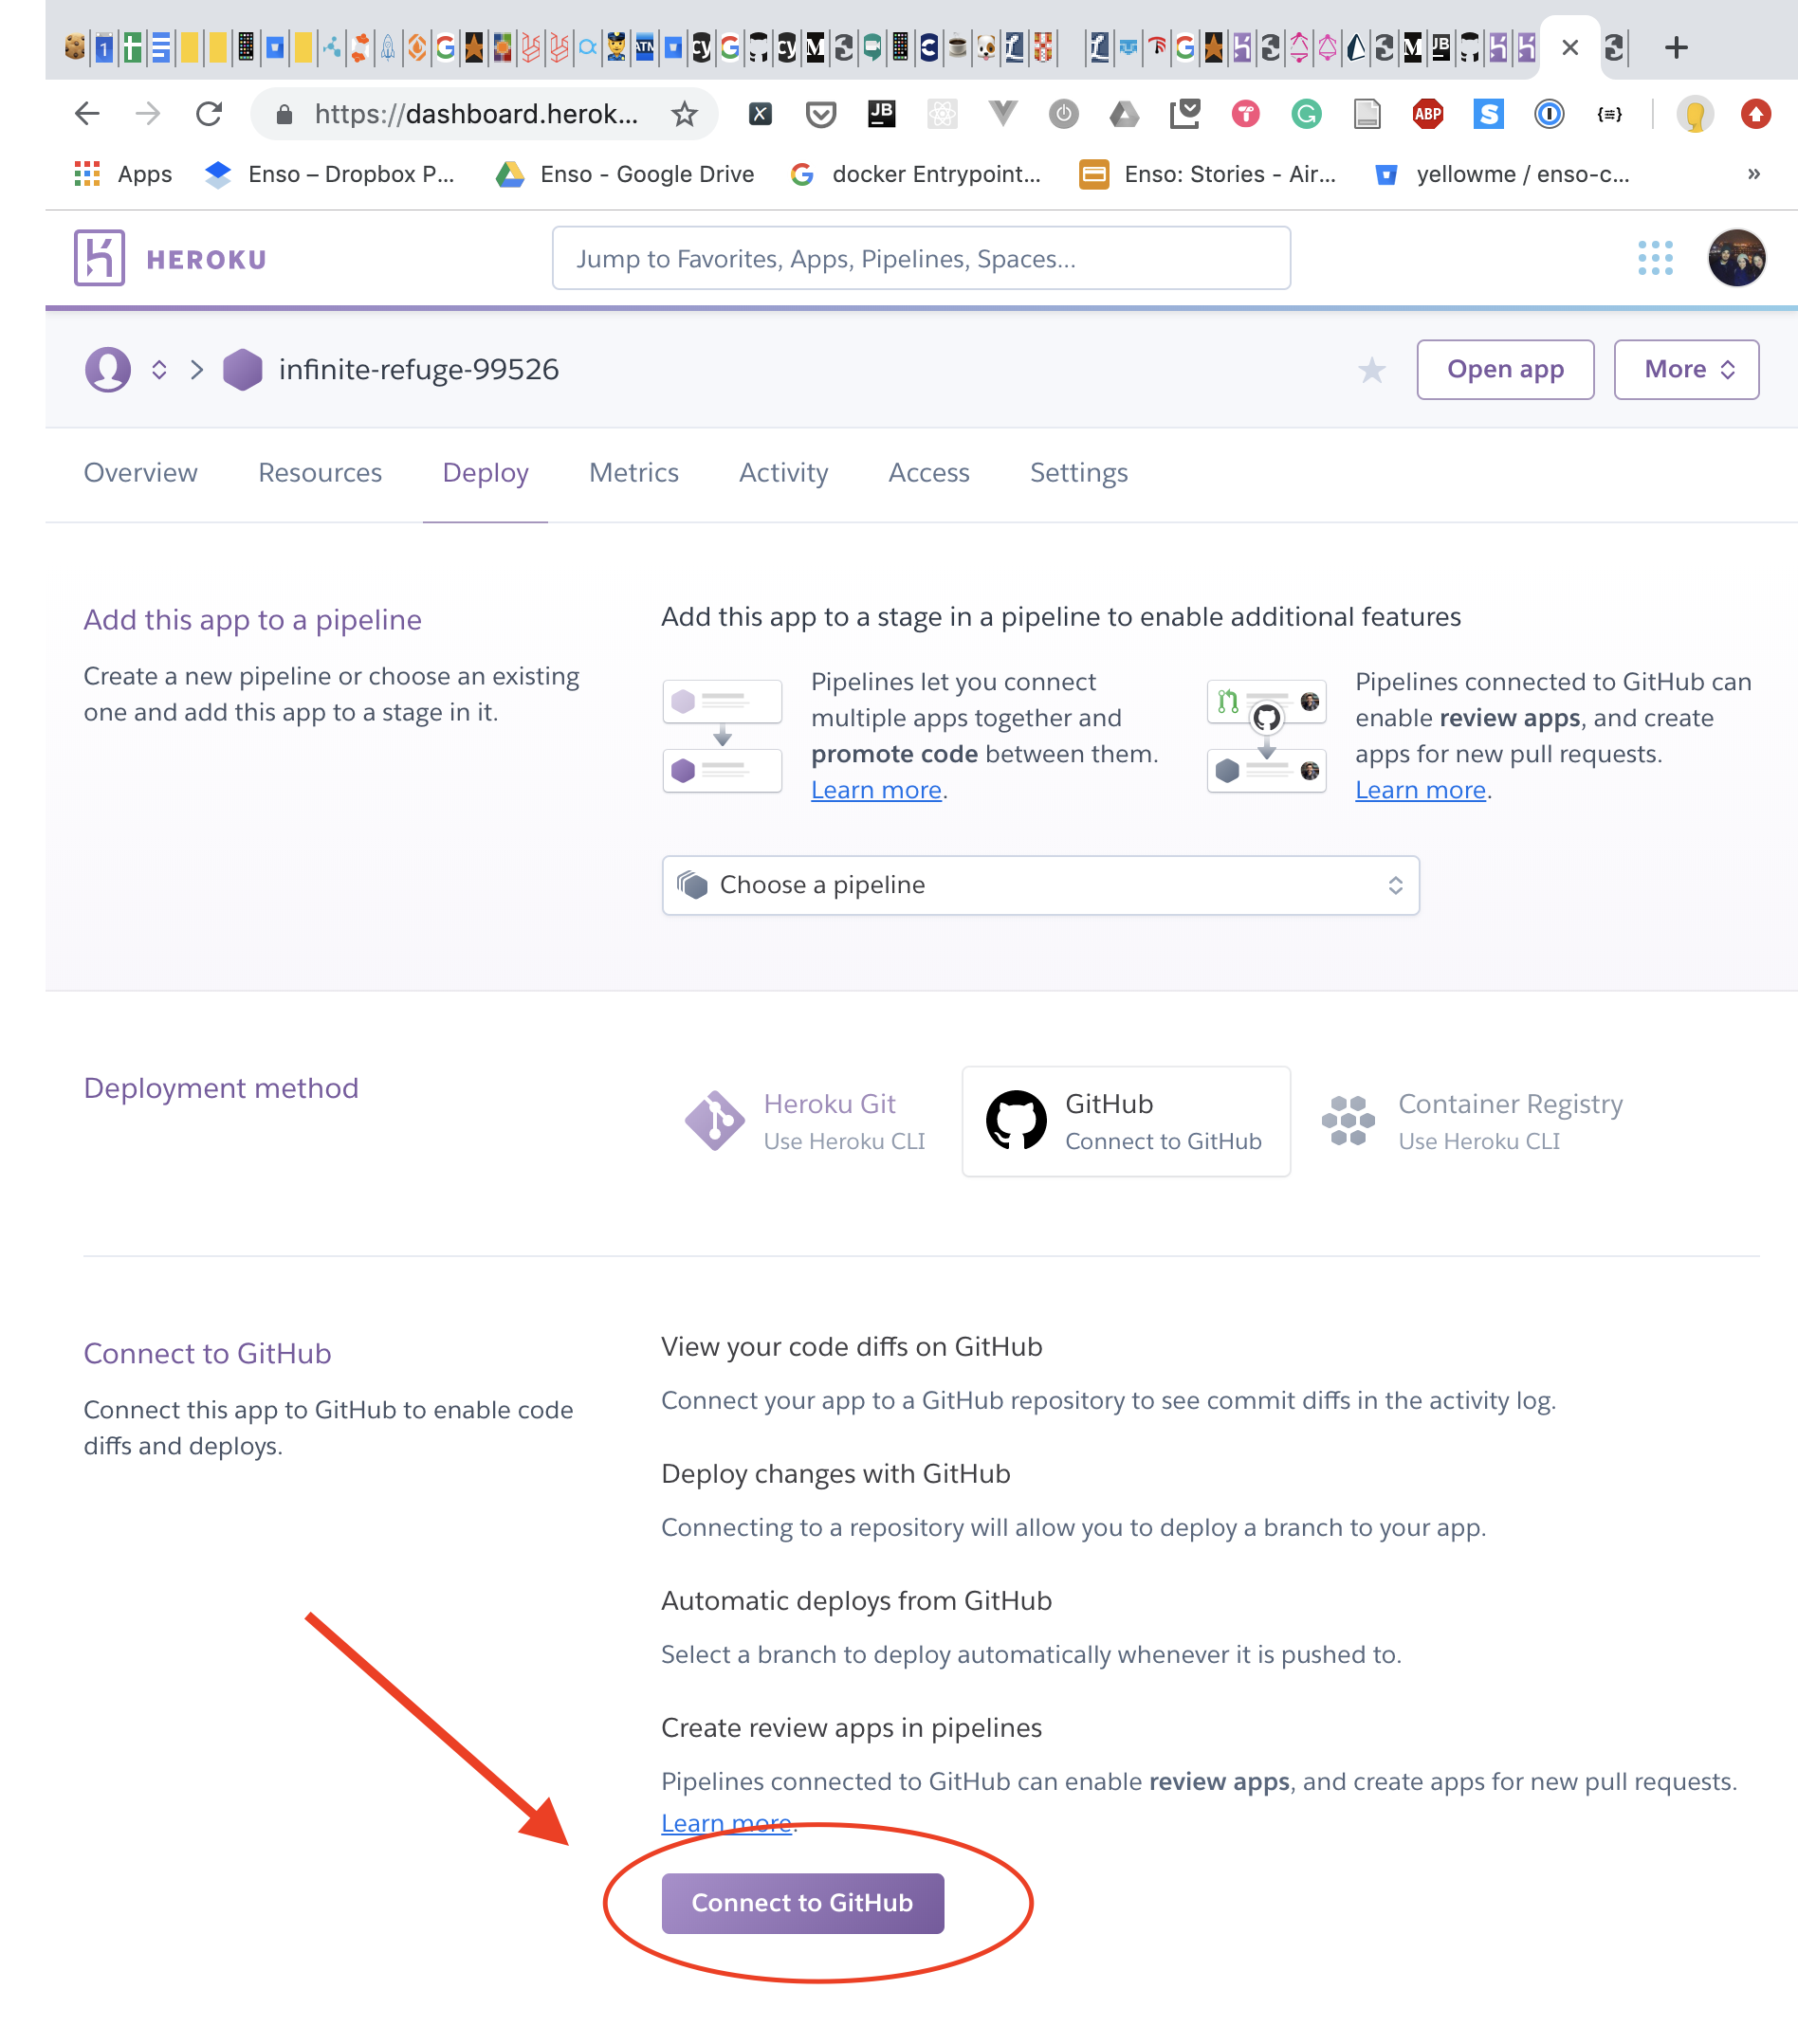 https://dashboard.herok...
JB
ABP
Apps
Enso – Dropbox P...
Enso - Google Drive
docker Entrypoint...
Enso: Stories - Air...
yellowme / enso-c...
»
HEROKU
Jump to Favorites, Apps, Pipelines, Spaces...
infinite-refuge-99526
Open app
More
Overview
Resources
Deploy
Metrics
Activity
Access
Settings
Add this app to a pipeline
Create a new pipeline or choose an existing
one and add this app to a stage in it.
Add this app to a stage in a pipeline to enable additional features
Pipelines let you connect
multiple apps together and
promote code between them.
Learn more.
Pipelines connected to GitHub can
enable review apps, and create
apps for new pull requests.
Learn more.
Choose a pipeline
Deployment method
Heroku Git
Use Heroku CLI
GitHub
Connect to GitHub
Container Registry
Use Heroku CLI
Connect to GitHub
Connect this app to GitHub to enable code
diffs and deploys.
View your code diffs on GitHub
Connect your app to a GitHub repository to see commit diffs in the activity log.
Deploy changes with GitHub
Connecting to a repository will allow you to deploy a branch to your app.
Automatic deploys from GitHub
Select a branch to deploy automatically whenever it is pushed to.
Create review apps in pipelines
Pipelines connected to GitHub can enable review apps, and create apps for new pull requests.
Learn more.
Connect to GitHub